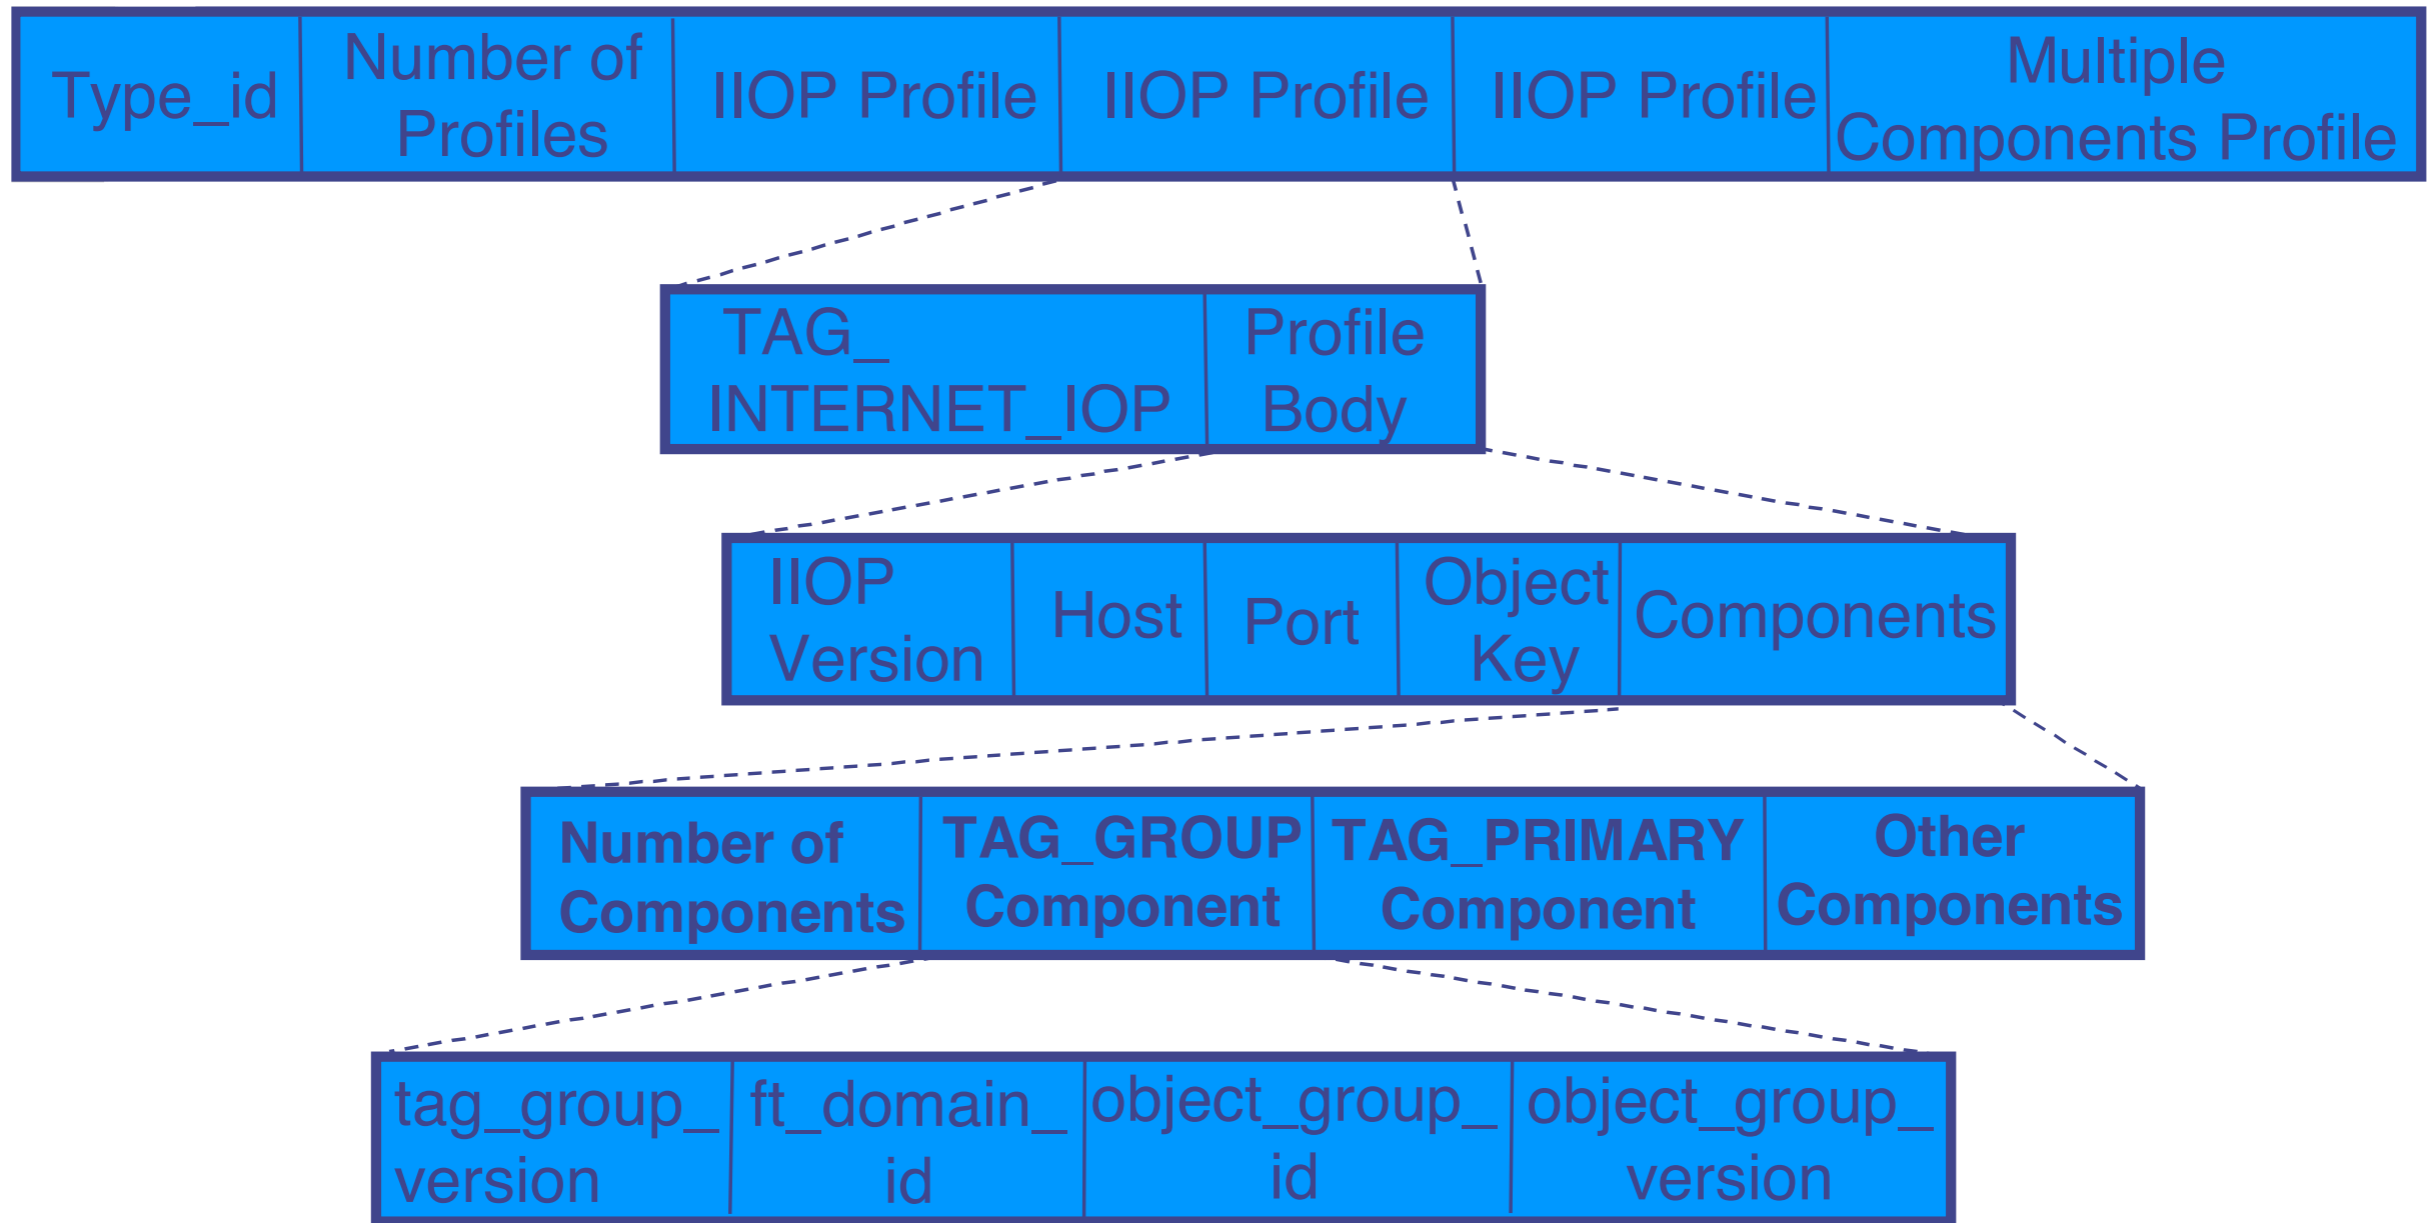 Type_id
Number of
Profiles
IIOP Profile
IIOP Profile
IIOP Profile
Multiple
Components Profile
TAG_
INTERNET_IOP
Profile
Body
IIOP
Version
Host
Port
Object
Key
Components
Number of
Components
TAG_GROUP
Component
TAG_PRIMARY
Component
Other
Components
tag_group_
version
ft_domain_
id
object_group_
id
object_group_
version